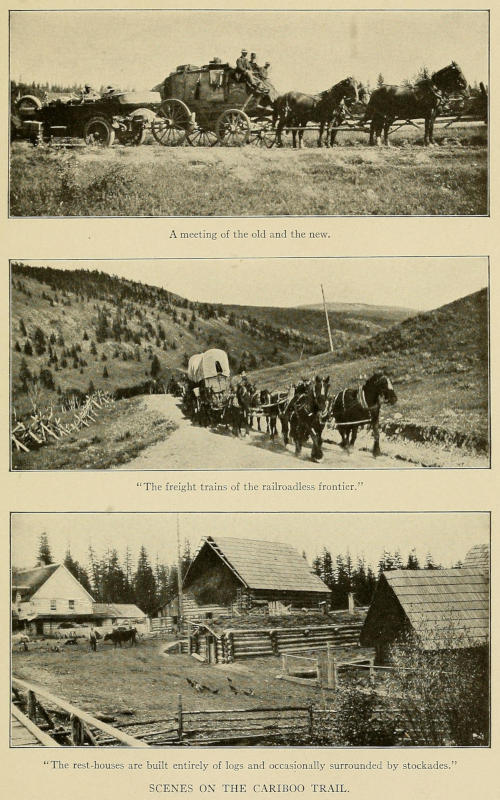 A meeting of the old and the new.
"The freight trains of the railroadless frontier."
"The rest-houses are built entirely of logs and occasionally surrounded by stockades."
SCENES ON THE CARIBOO TRAIL.